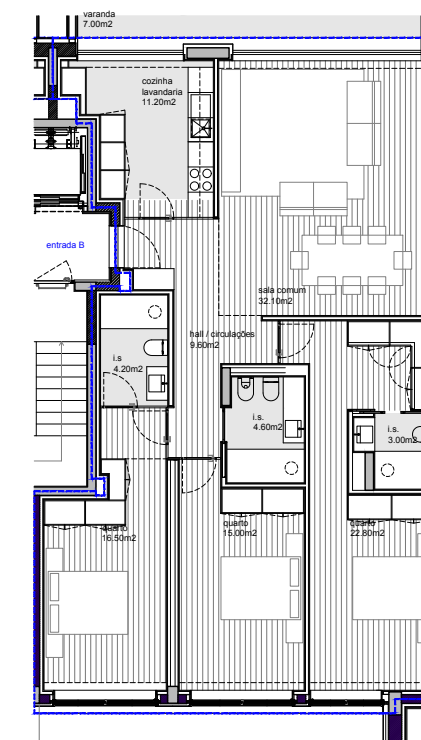 varanda
7.00m2
cozinha
lavandaria
11.20m2
entrada B
sala comum
32.10m2
hall / circulações
9.60m2
i.s
4.20m2
i.s.
4.60m2
i.s.
3.00m2
quarto
16.50m2
quarto
15.00m2
quarto
22.80m2